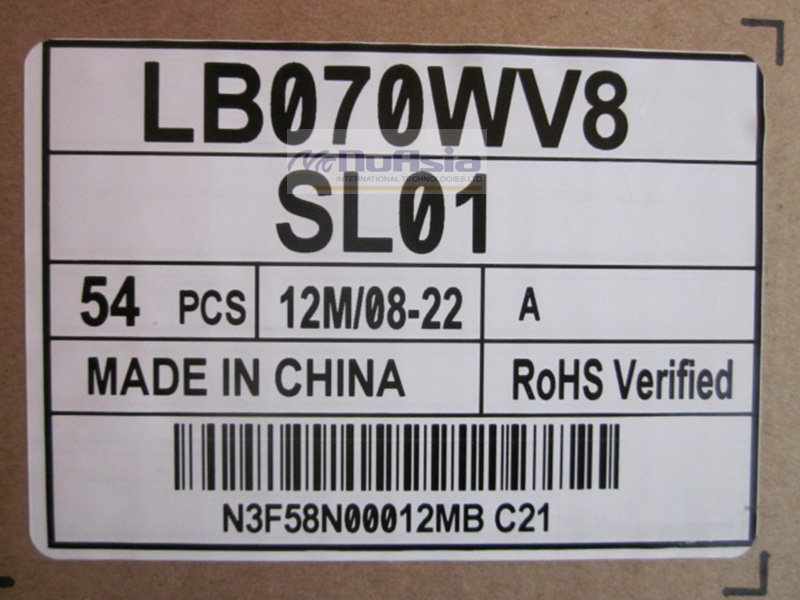 LB070WV8
NuAsia
INTERNATIONAL TECHNOLOGIES LTD.
SL01
54 PCS 12M/08-22 A
MADE IN CHINA RoHS Verified
N3F58N00012MB C21